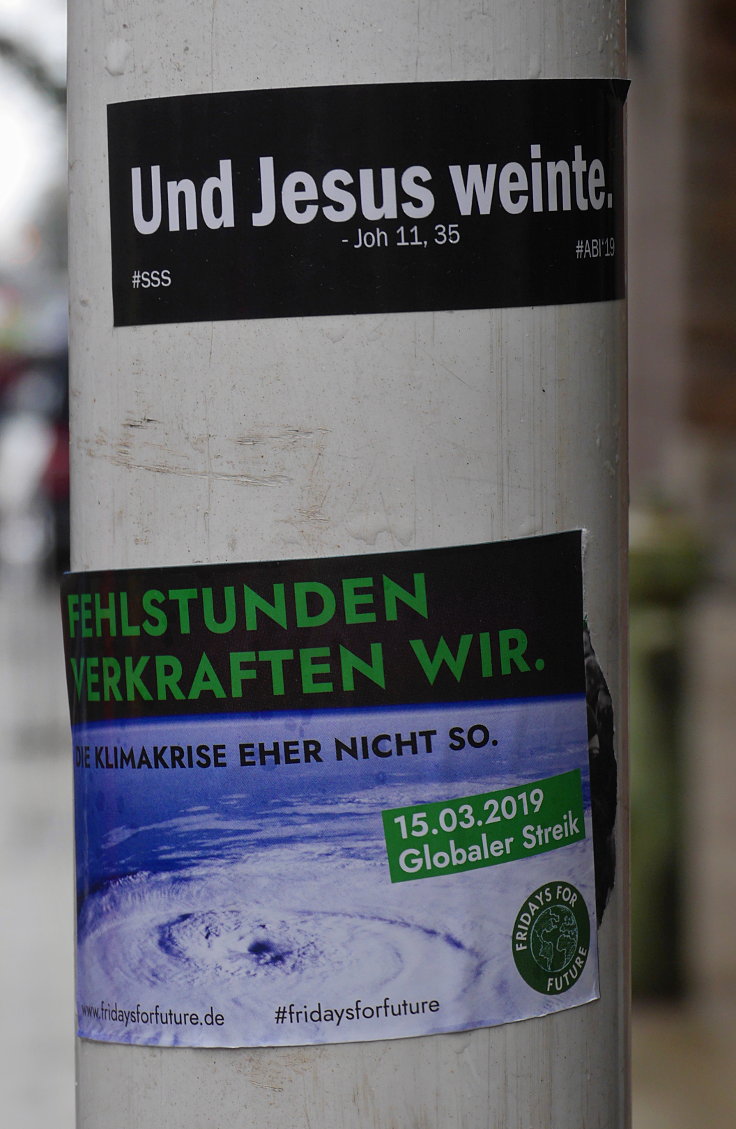 Und Jesus weinte.
- Joh 11, 35
#ABI'19
#SSS
FEHLSTUNDEN
VERKRAFTEN WIR.
DIE KLIMAKRISE EHER NICHT SO.
15.03.2019
Globaler Streik
FRIDAYS FOR
FUTURE
www.fridaysforfuture.de
#fridaysforfuture